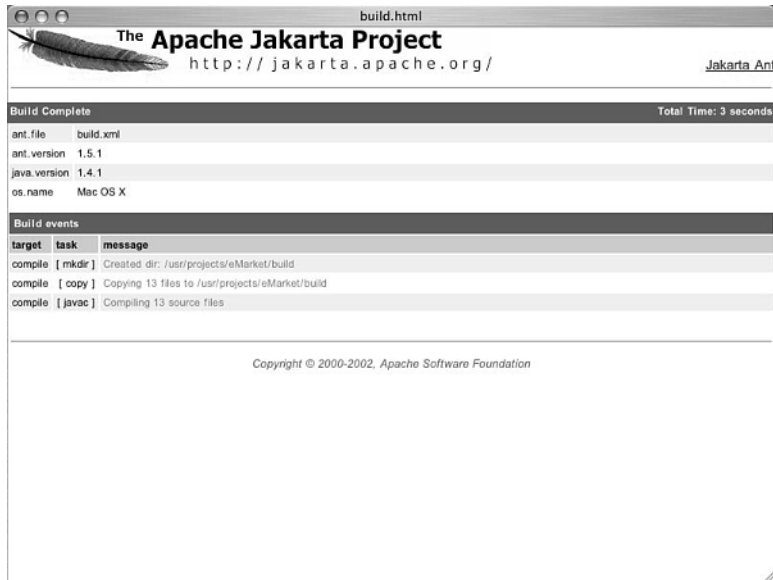 build.html
The Apache Jakarta Project
http://jakarta.apache.org/
Jakarta Ant
Build Complete Total Time: 3 seconds
ant.file build.xml
ant.version 1.5.1
java.version 1.4.1
os.name Mac OS X
Build events
target task message
compile [ mkdir ] Created dir: /usr/projects/eMarket/build
compile [ copy ] Copying 13 files to /usr/projects/eMarket/build
compile [ javac ] Compiling 13 source files
Copyright © 2000-2002, Apache Software Foundation